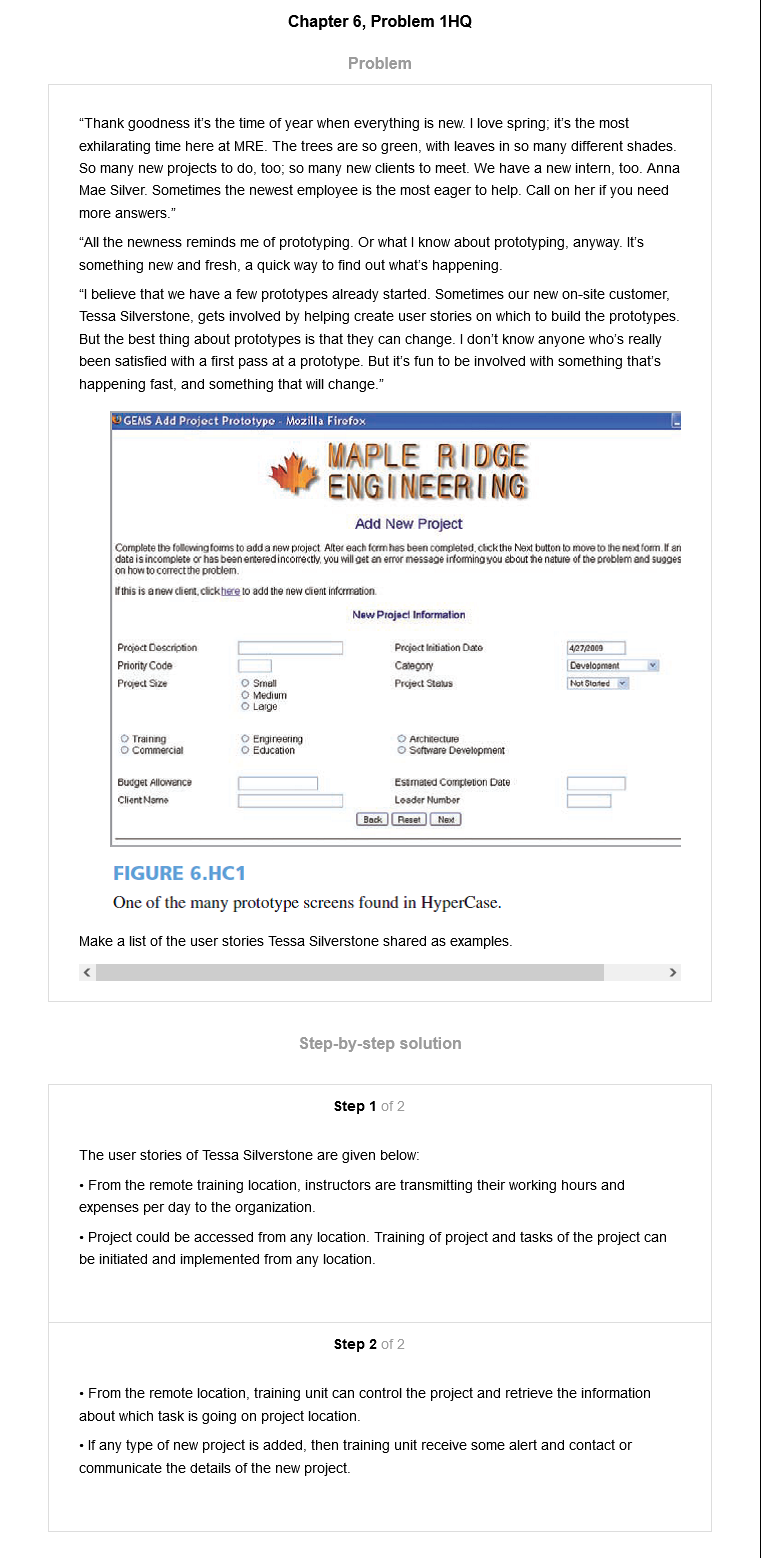 Chapter 6, Problem 1HQ
Problem
“Thank goodness it’s the time of year when everything is new. I love spring; it’s the most
exhilarating time here at MRE. The trees are so green, with leaves in so many different shades.
So many new projects to do, too; so many new clients to meet. We have a new intern, too. Anna
Mae Silver. Sometimes the newest employee is the most eager to help. Call on her if you need
more answers.”
“All the newness reminds me of prototyping. Or what I know about prototyping, anyway. It’s
something new and fresh, a quick way to find out what’s happening.
“I believe that we have a few prototypes already started. Sometimes our new on-site customer,
Tessa Silverstone, gets involved by helping create user stories on which to build the prototypes.
But the best thing about prototypes is that they can change. I don’t know anyone who’s really
been satisfied with a first pass at a prototype. But it’s fun to be involved with something that’s
happening fast, and something that will change.”
GEMS Add Project Prototype - Mozilla Firefox
MAPLE RIDGE
ENGINEERING
Add New Project
Complete the following forms to add a new project. After each form has been completed, click the Next button to move to the next form. If an
data is incomplete or has been entered incorrectly, you will get an error message informing you about the nature of the problem and sugges
on how to correct the problem.
If this is a new client, click here to add the new client information.
New Project Information
Project Description Project Initiation Date 4/27/2009
Priority Code Category Development
Project Size Small Project Status Not Started
Medium
Large
Training Engineering Architecture
Commercial Education Software Development
Budget Allowance Estimated Completion Date
Client Name Leader Number
Back Reset Next
FIGURE 6.HC1
One of the many prototype screens found in HyperCase.
Make a list of the user stories Tessa Silverstone shared as examples.
Step-by-step solution
Step 1 of 2
The user stories of Tessa Silverstone are given below:
• From the remote training location, instructors are transmitting their working hours and
expenses per day to the organization.
• Project could be accessed from any location. Training of project and tasks of the project can
be initiated and implemented from any location.
Step 2 of 2
• From the remote location, training unit can control the project and retrieve the information
about which task is going on project location.
• If any type of new project is added, then training unit receive some alert and contact or
communicate the details of the new project.